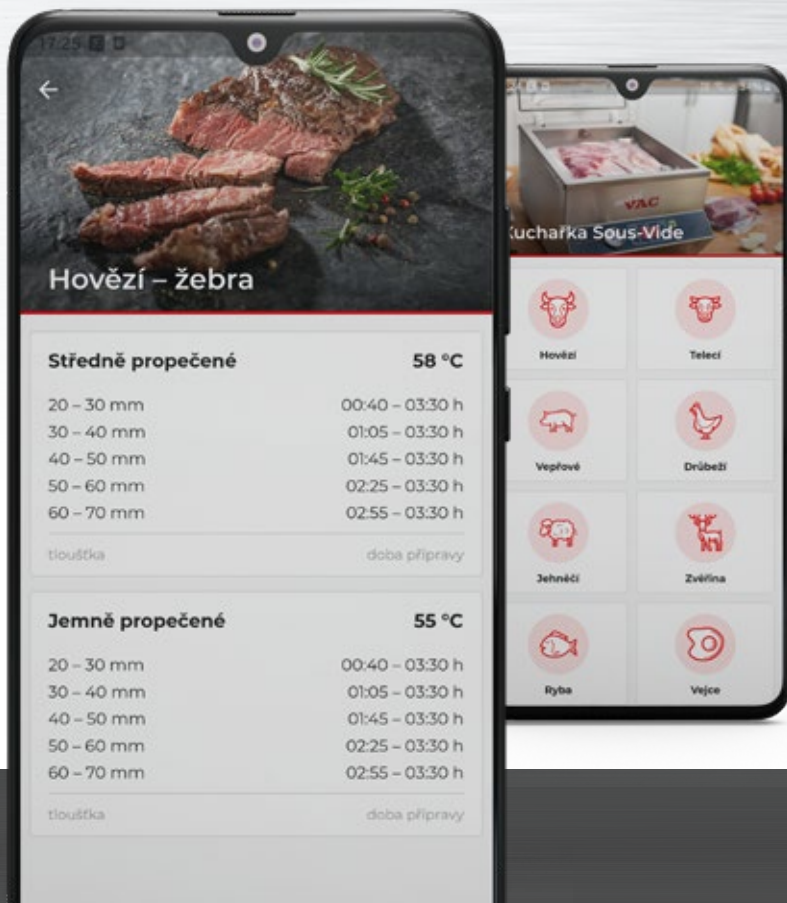 17:25
Hovězí – žebra
Středně propečené 58 °C
20 – 30 mm 00:40 – 03:30 h
30 – 40 mm 01:05 – 03:30 h
40 – 50 mm 01:45 – 03:30 h
50 – 60 mm 02:25 – 03:30 h
60 – 70 mm 02:55 – 03:30 h
tloušťka doba přípravy
Jemně propečené 55 °C
20 – 30 mm 00:40 – 03:30 h
30 – 40 mm 01:05 – 03:30 h
40 – 50 mm 01:45 – 03:30 h
50 – 60 mm 02:25 – 03:30 h
60 – 70 mm 02:55 – 03:30 h
tloušťka doba přípravy
VAC
Kuchařka Sous-Vide
Hovězí Telecí
Vepřové Drůbeží
Jehněčí Zvěřina
Ryba Vejce